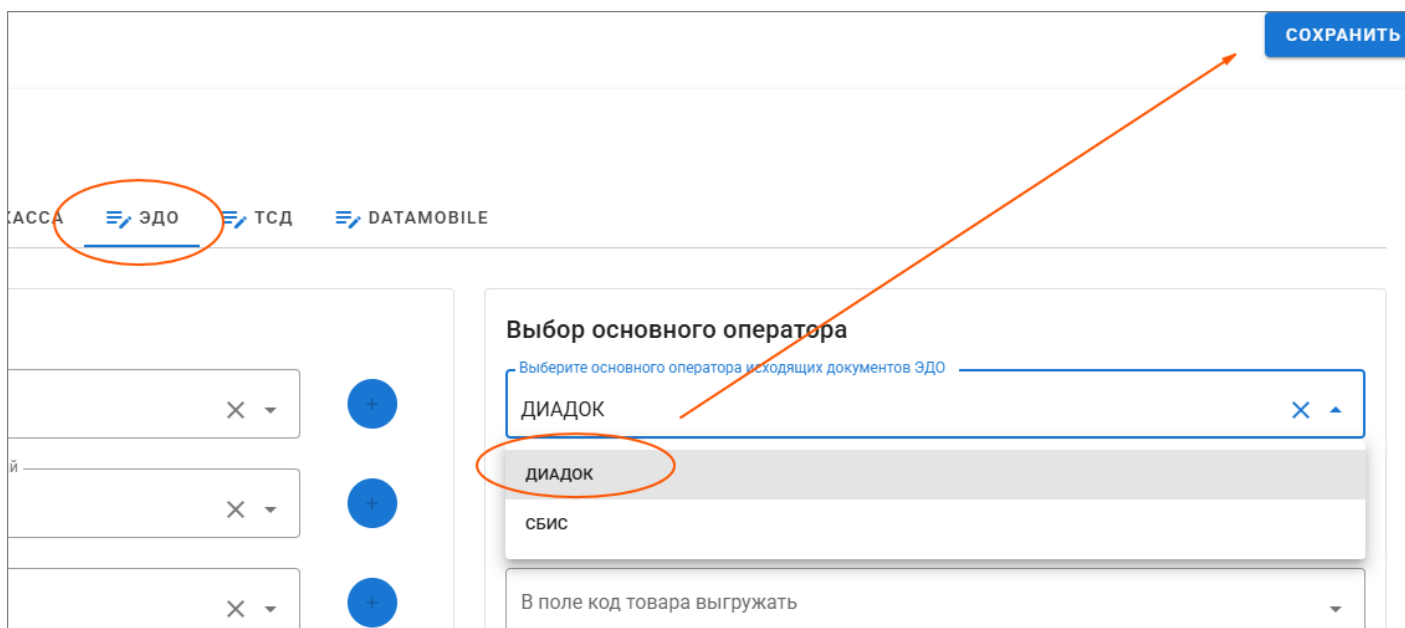 СОХРАНИТЬ
КАССА ЭДО ТСД DATAMOBILE
Выбор основного оператора
Выберите основного оператора исходящих документов ЭДО
ДИАДОК
ДИАДОК
й
СБИС
В поле код товара выгружать